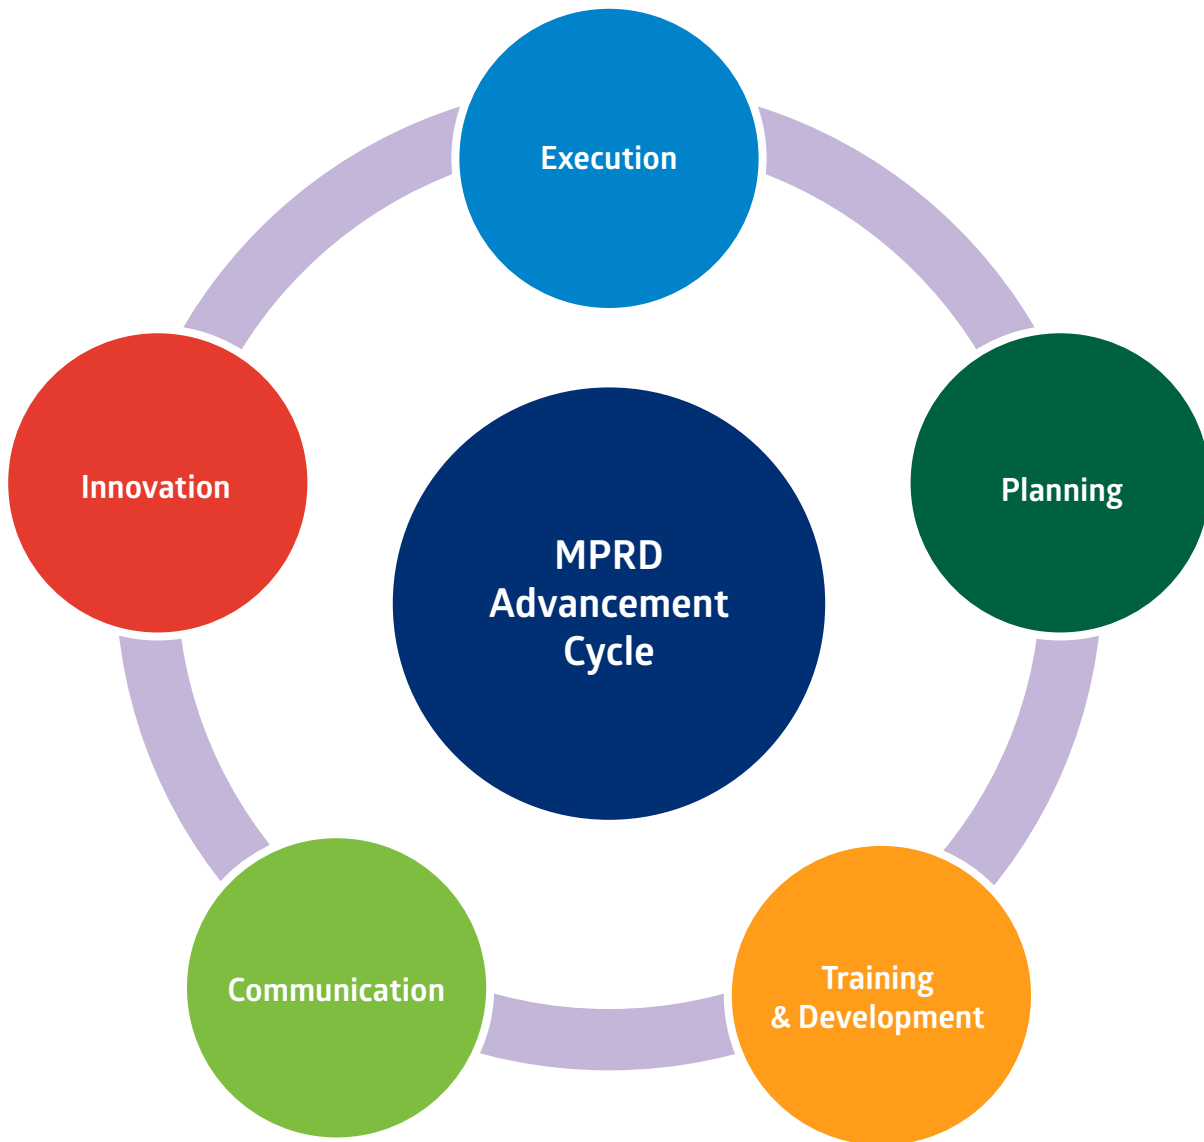 Execution
Innovation
Planning
MPRD
Advancement
Cycle
Communication
Training
& Development